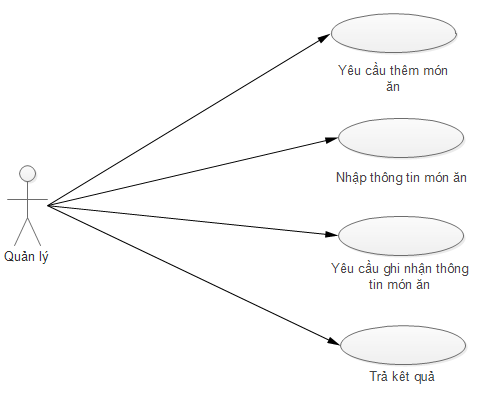 Yêu cầu thêm món
ăn
Nhập thông tin món ăn
Quản lý
Yêu cầu ghi nhận thông
tin món ăn
Trả kêt quả